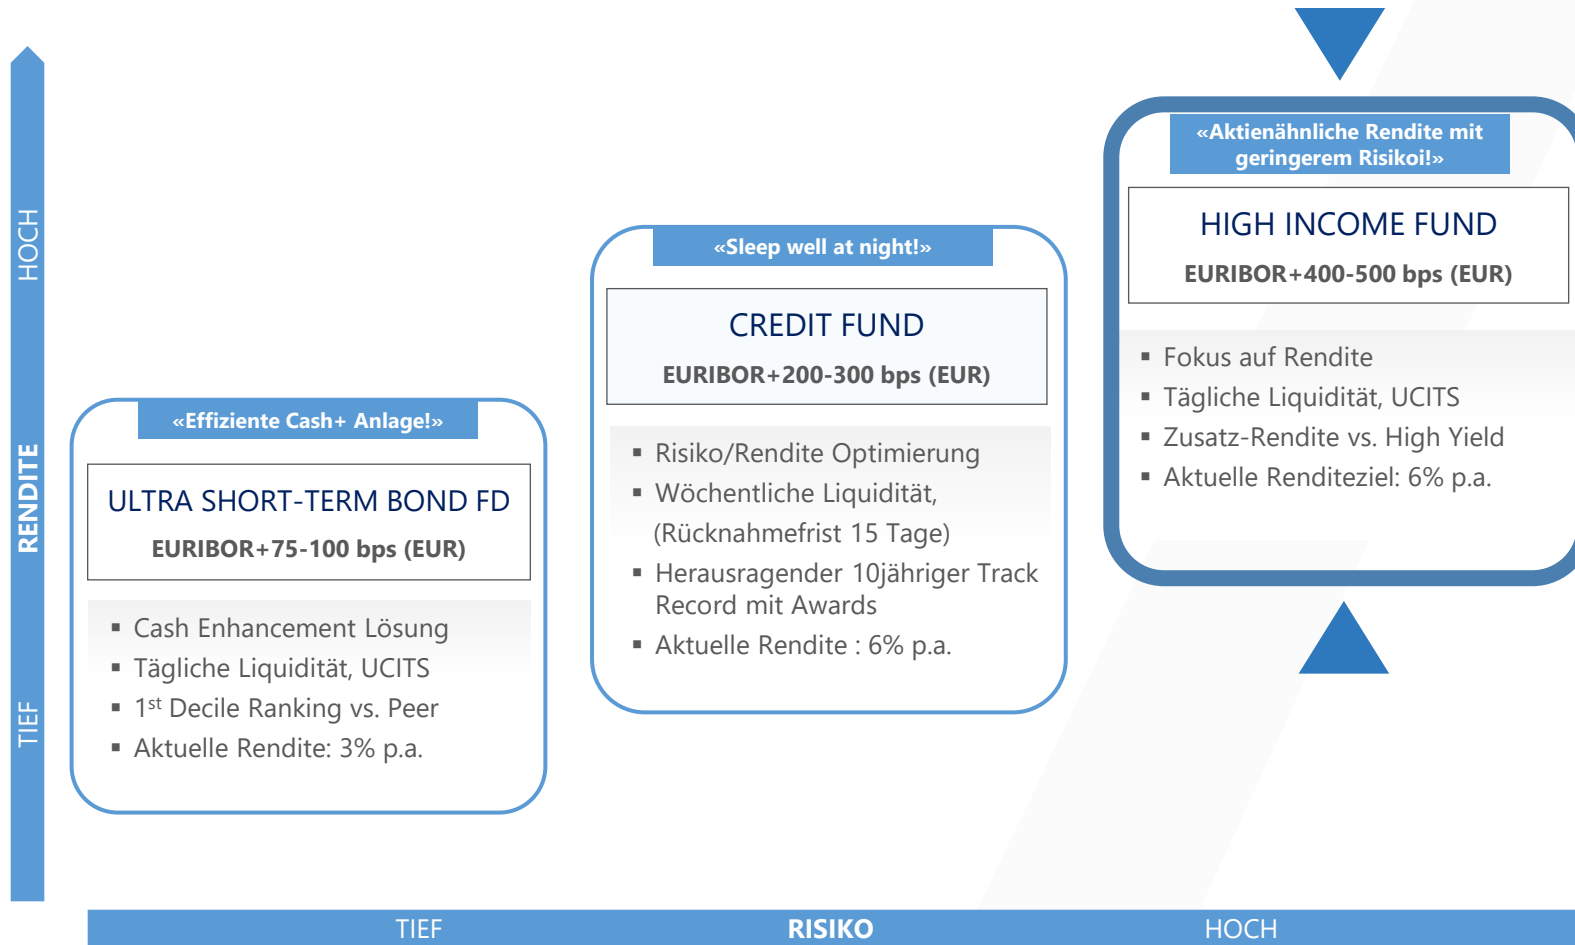 HOCH
RENDITE
TIEF
«Effiziente Cash+ Anlage!»
ULTRA SHORT-TERM BOND FD
EURIBOR+75-100 bps (EUR)
▪ Cash Enhancement Lösung
▪ Tägliche Liquidität, UCITS
▪ 1st Decile Ranking vs. Peer
▪ Aktuelle Rendite: 3% p.a.
«Sleep well at night!»
CREDIT FUND
EURIBOR+200-300 bps (EUR)
▪ Risiko/Rendite Optimierung
▪ Wöchentliche Liquidität,
(Rücknahmefrist 15 Tage)
▪ Herausragender 10jähriger Track
Record mit Awards
▪ Aktuelle Rendite : 6% p.a.
«Aktienähnliche Rendite mit
geringerem Risikoi!»
HIGH INCOME FUND
EURIBOR+400-500 bps (EUR)
▪ Fokus auf Rendite
▪ Tägliche Liquidität, UCITS
▪ Zusatz-Rendite vs. High Yield
▪ Aktuelle Renditeziel: 6% p.a.
TIEF
RISIKO
HOCH